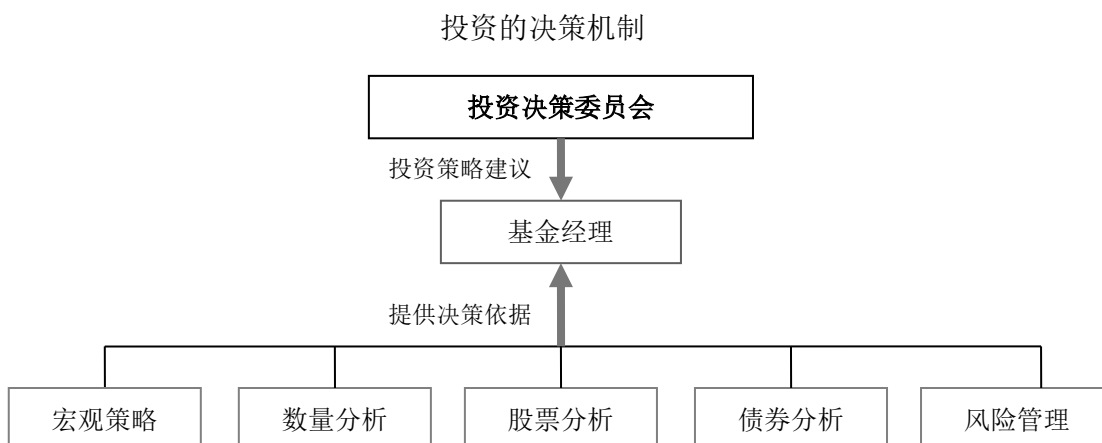 投资的决策机制
投资决策委员会
投资策略建议
基金经理
提供决策依据
宏观策略
数量分析
股票分析
债券分析
风险管理